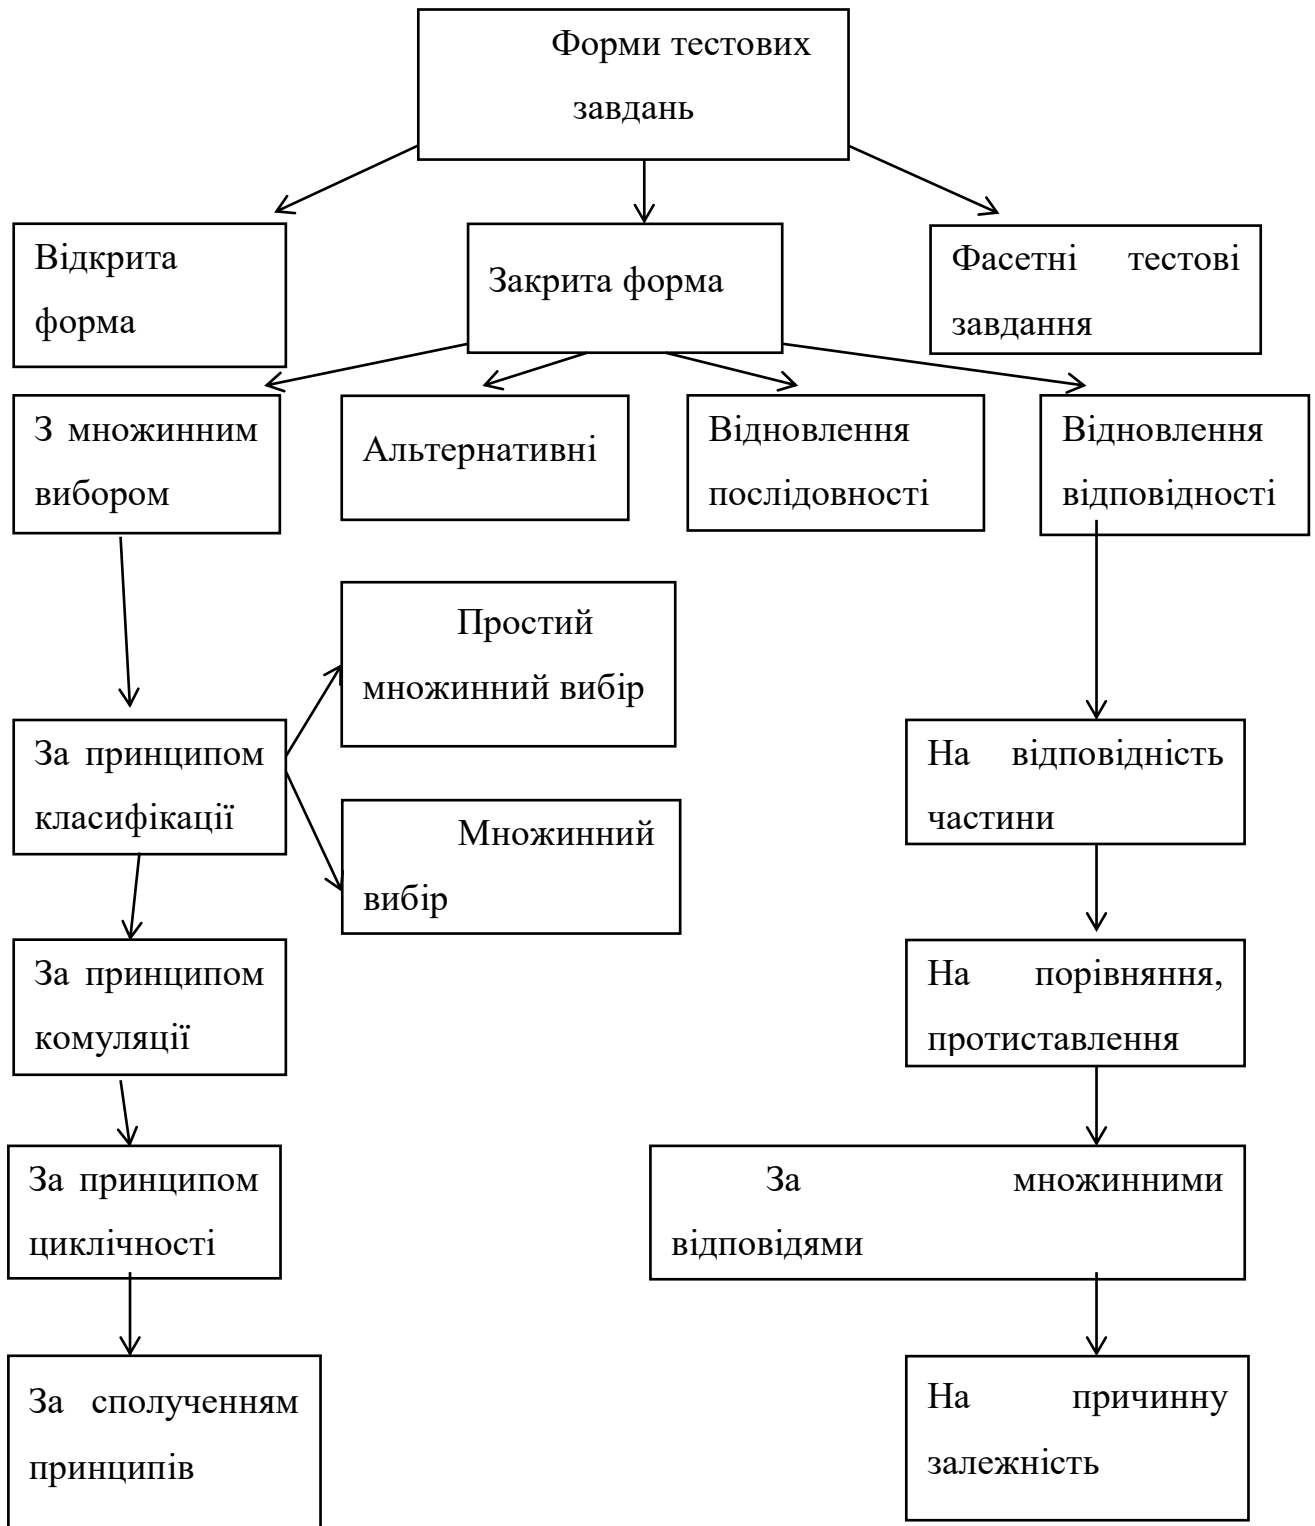 Форми тестових
завдань
Відкрита
форма
Закрита форма
Фасетні тестові
завдання
З множинним
вибором
Альтернативні
Відновлення
послідовності
Відновлення
відповідності
Простий
множинний вибір
За принципом
класифікації
Множинний
вибір
На відповідність
частини
За принципом
комуляції
На порівняння,
протиставлення
За принципом
циклічності
За множинними
відповідями
За сполученням
принципів
На причинну
залежність